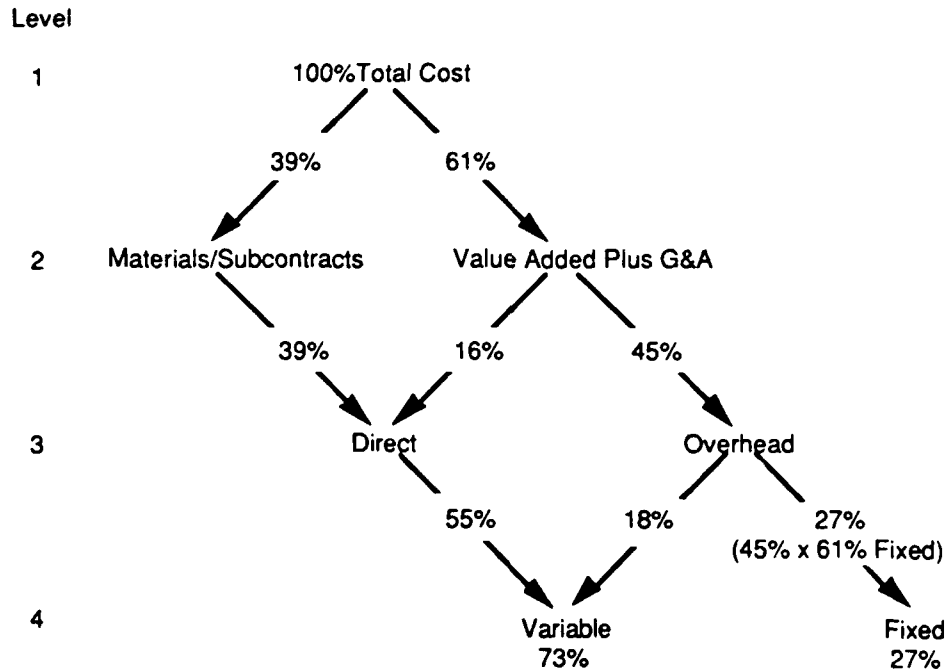 Level
1 100%Total Cost
39% 61%
2 Materials/Subcontracts Value Added Plus G&A
39% 16% 45%
3 Direct Overhead
55% 18% 27%
(45% x 61% Fixed)
4 Variable Fixed
73% 27%